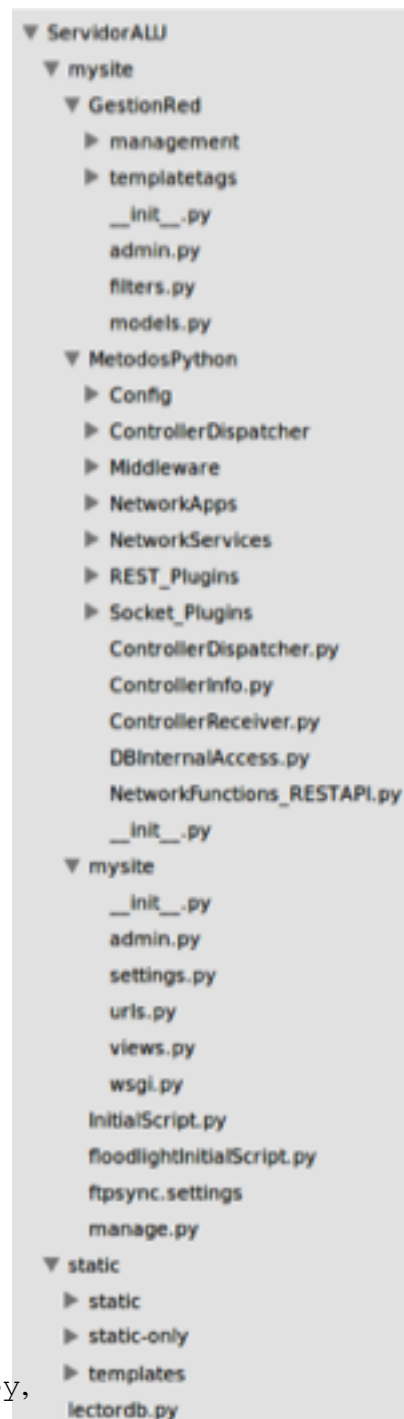 ServidorALU
mysite
GestionRed
management
templatetags
__init__.py
admin.py
filters.py
models.py
MetodosPython
Config
ControllerDispatcher
Middleware
NetworkApps
NetworkServices
REST_Plugins
Socket_Plugins
ControllerDispatcher.py
ControllerInfo.py
ControllerReceiver.py
DBInternalAccess.py
NetworkFunctions_RESTAPI.py
__init__.py
mysite
__init__.py
admin.py
settings.py
urls.py
views.py
wsgi.py
InitialScript.py
floodlightInitialScript.py
ftpsync.settings
manage.py
static
static
static-only
templates
y,
lectordb.py